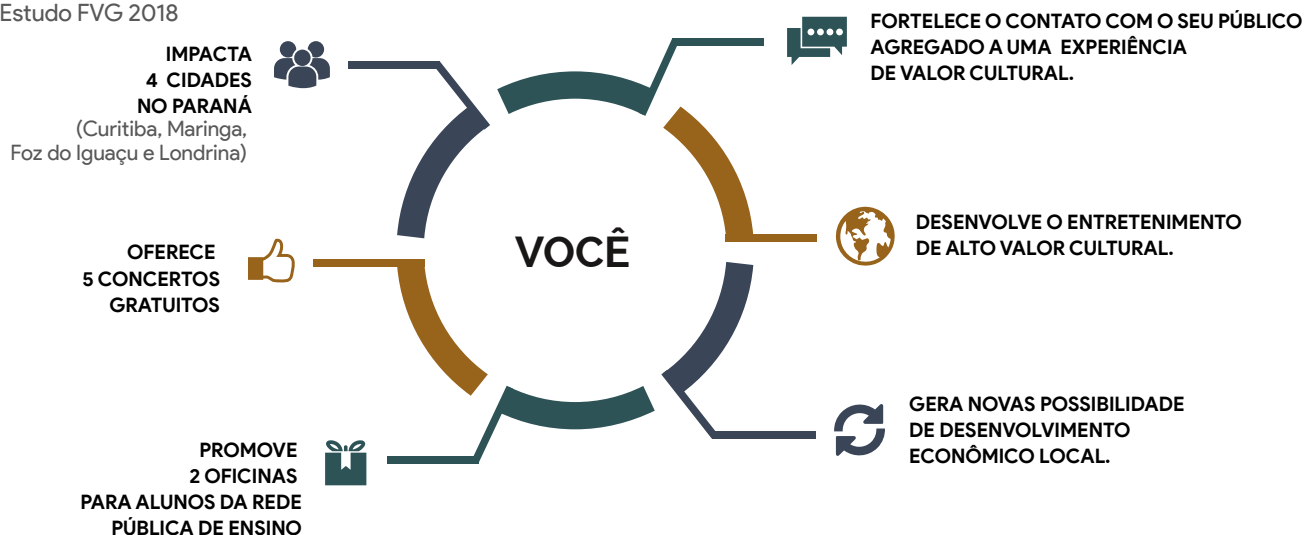 Estudo FVG 2018
IMPACTA
4 CIDADES
NO PARANÁ
(Curitiba, Maringa,
Foz do Iguaçu e Londrina)
OFERECE
5 CONCERTOS
GRATUITOS
PROMOVE
2 OFICINAS
PARA ALUNOS DA REDE
PÚBLICA DE ENSINO
VOCÊ
FORTELECE O CONTATO COM O SEU PÚBLICO
AGREGADO A UMA EXPERIÊNCIA
DE VALOR CULTURAL.
DESENVOLVE O ENTRETENIMENTO
DE ALTO VALOR CULTURAL.
GERA NOVAS POSSIBILIDADE
DE DESENVOLVIMENTO
ECONÔMICO LOCAL.